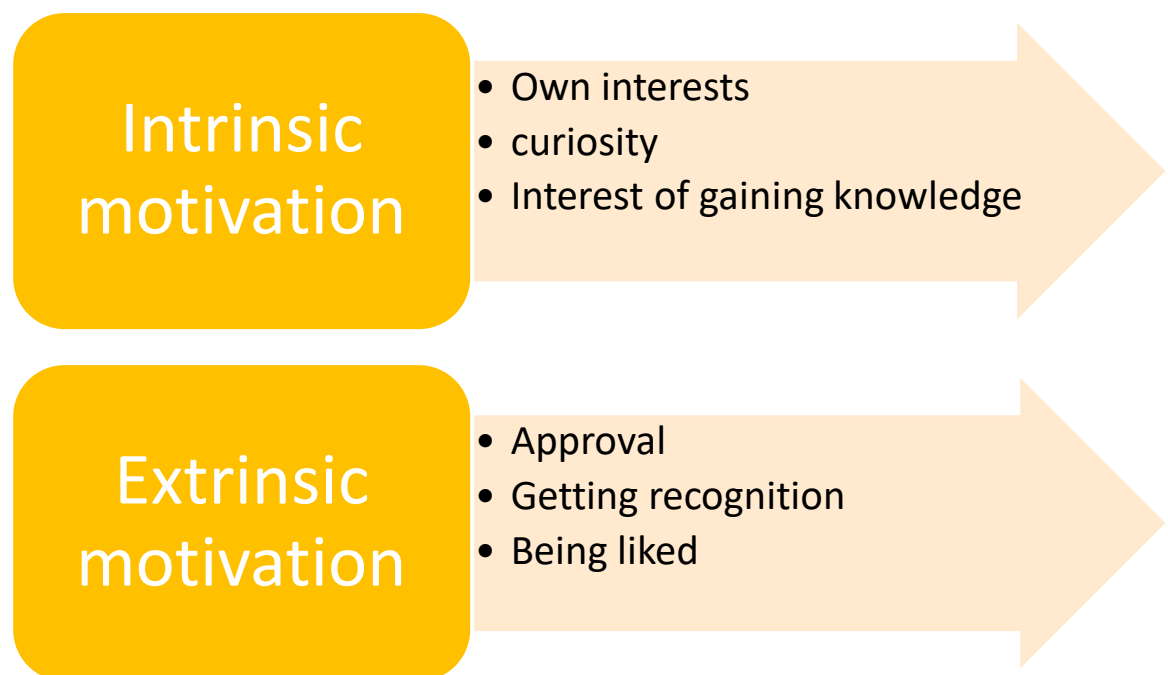 Intrinsic
motivation
• Own interests
• curiosity
• Interest of gaining knowledge
Extrinsic
motivation
• Approval
• Getting recognition
• Being liked